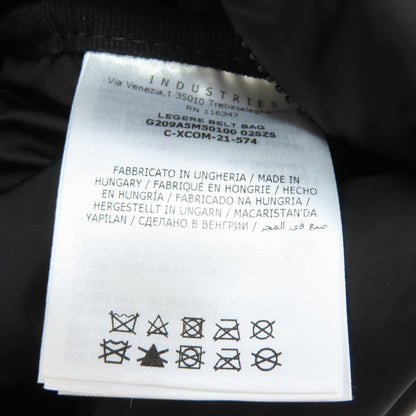 INDUSTRIES
Via Venezia,1 35010 Trebaseleghe(PD)
RN 116347
LEGERE BELT BAG
G209A5M50100 02SZS
C-XCOM-21-574
FABBRICATO IN UNGHERIA / MADE IN
HUNGARY / FABRIQUÉ EN HONGRIE / HECHO
EN HUNGRÍA / FABRICADO NA HUNGRIA /
HERGESTELLT IN UNGARN / MACARISTAN'DA
YAPILAN / СДЕЛАНО В ВЕНГРИИ / صنع في المجر